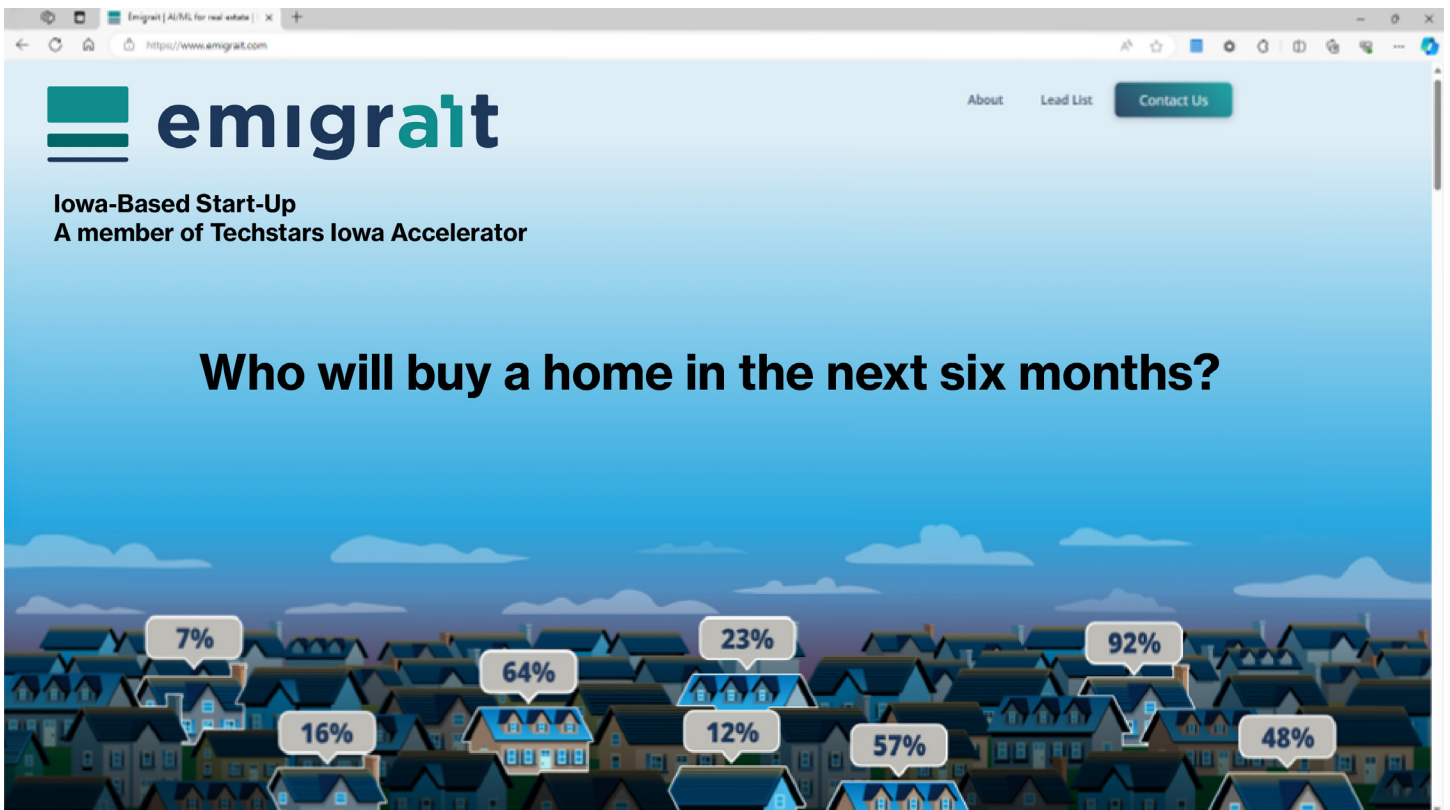 Emigrait | AI/ML for real estate |
https://www.emigrait.com
emigrait
About
Lead List
Contact Us
Iowa-Based Start-Up
A member of Techstars Iowa Accelerator
Who will buy a home in the next six months?
7%
23%
92%
64%
16%
12%
57%
48%